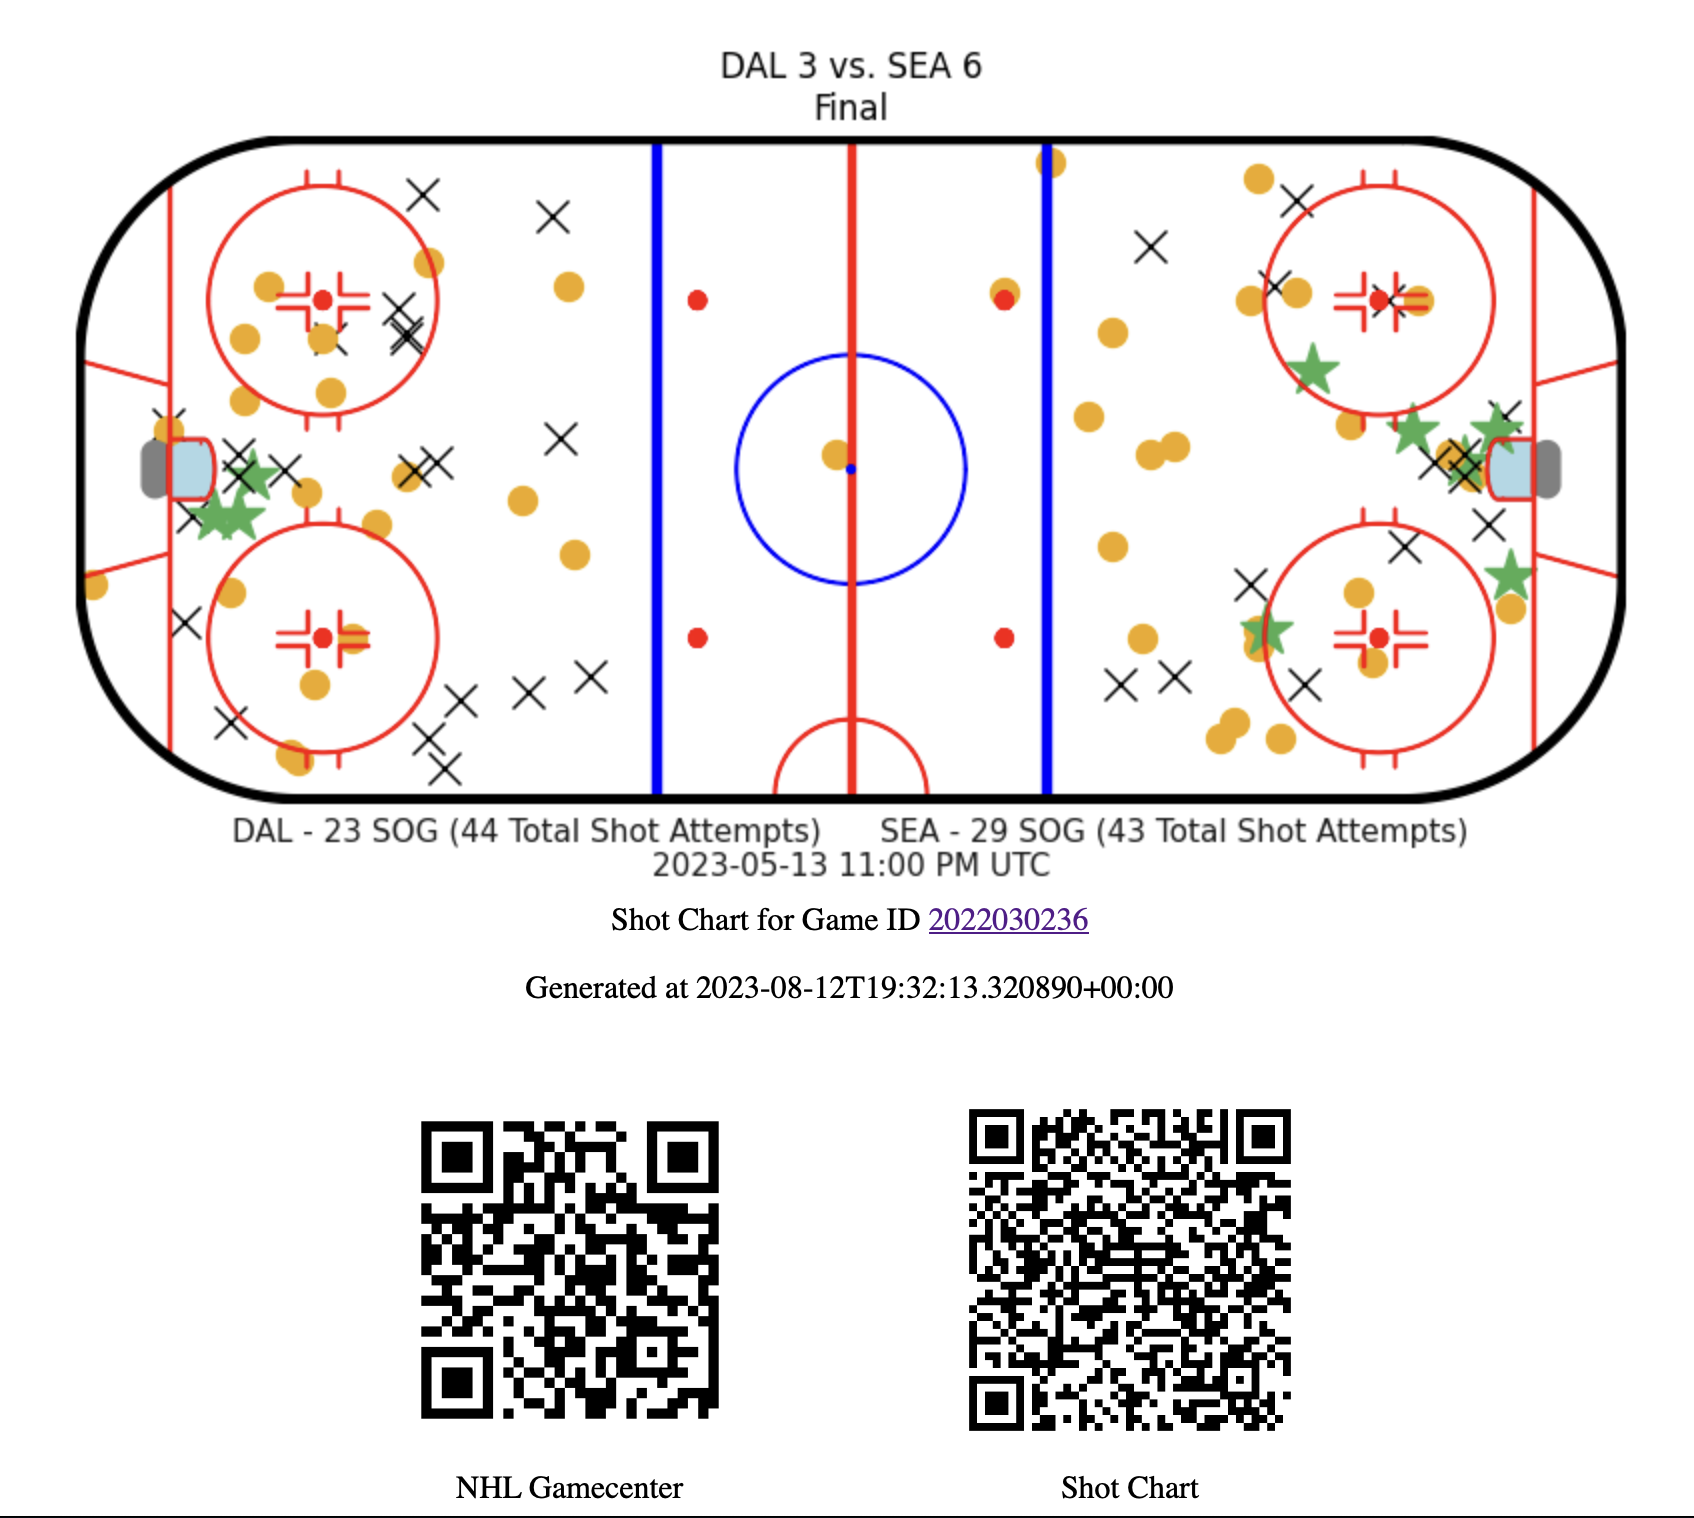 DAL 3 vs. SEA 6
Final
DAL - 23 SOG (44 Total Shot Attempts) SEA - 29 SOG (43 Total Shot Attempts)
2023-05-13 11:00 PM UTC
Shot Chart for Game ID 2022030236
Generated at 2023-08-12T19:32:13.320890+00:00
NHL Gamecenter
Shot Chart